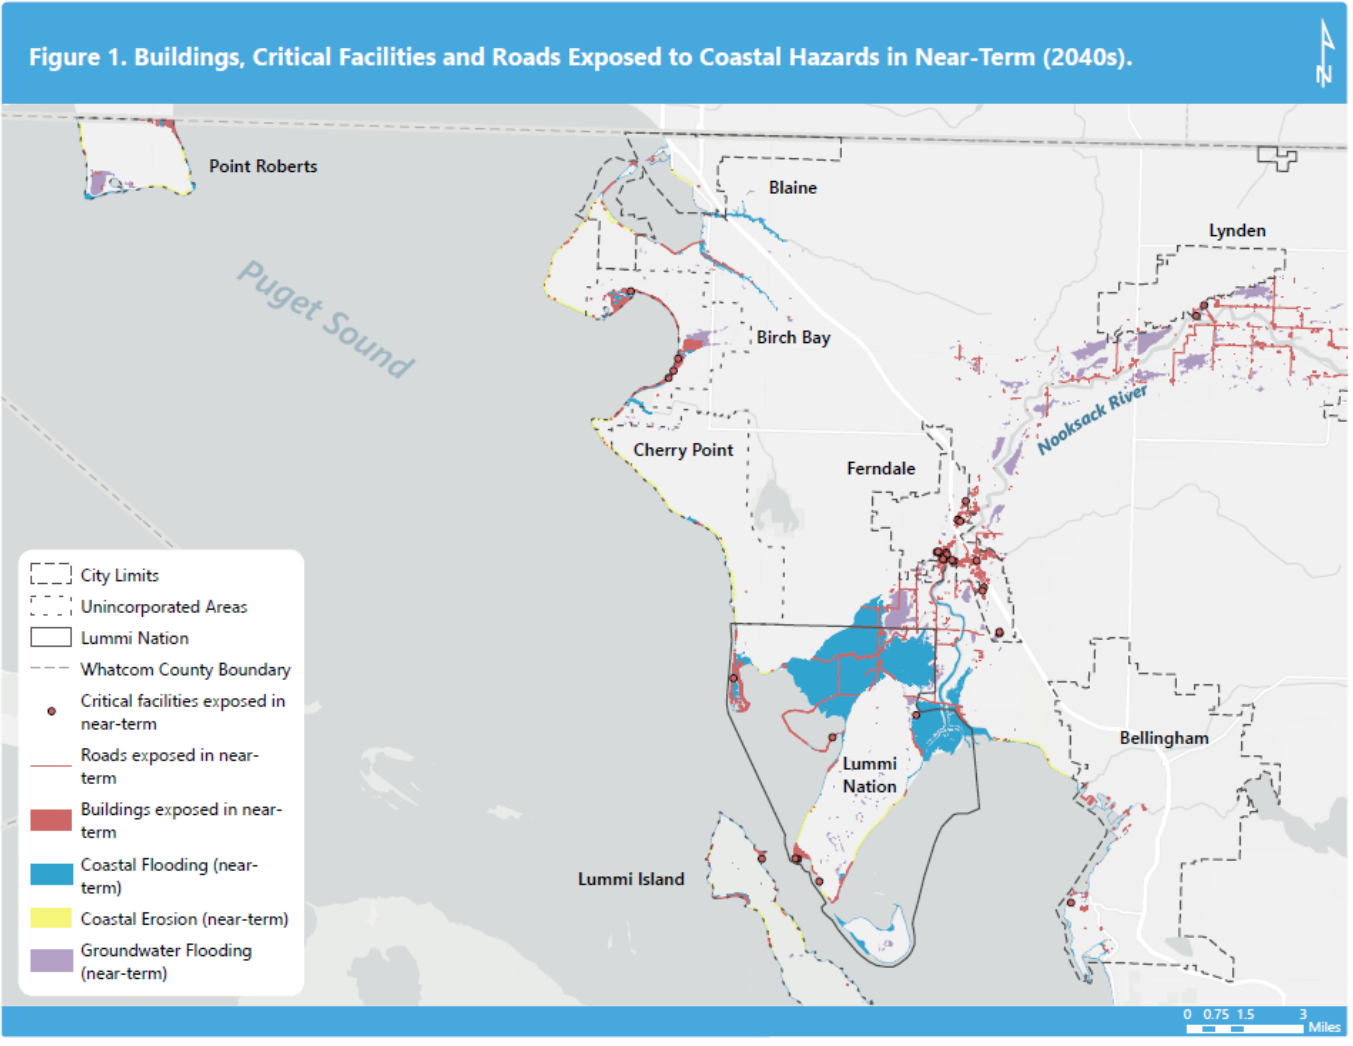 Figure 1. Buildings, Critical Facilities and Roads Exposed to Coastal Hazards in Near-Term (2040s).
N
Point Roberts
Blaine
Lynden
Puget Sound
Birch Bay
Nooksack River
Cherry Point
Ferndale
Bellingham
Lummi
Nation
Lummi Island
City Limits
Unincorporated Areas
Lummi Nation
Whatcom County Boundary
Critical facilities exposed in
near-term
Roads exposed in near-
term
Buildings exposed in near-
term
Coastal Flooding (near-
term)
Coastal Erosion (near-term)
Groundwater Flooding
(near-term)
0 0.75 1.5 3
Miles